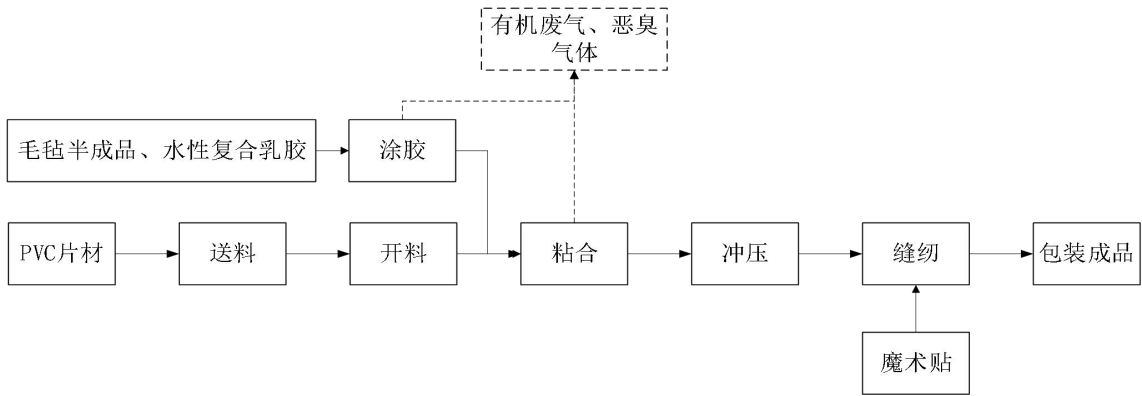 有机废气、恶臭
气体
毛毡半成品、水性复合乳胶
涂胶
PVC片材
送料
开料
粘合
冲压
缝纫
包装成品
魔术贴